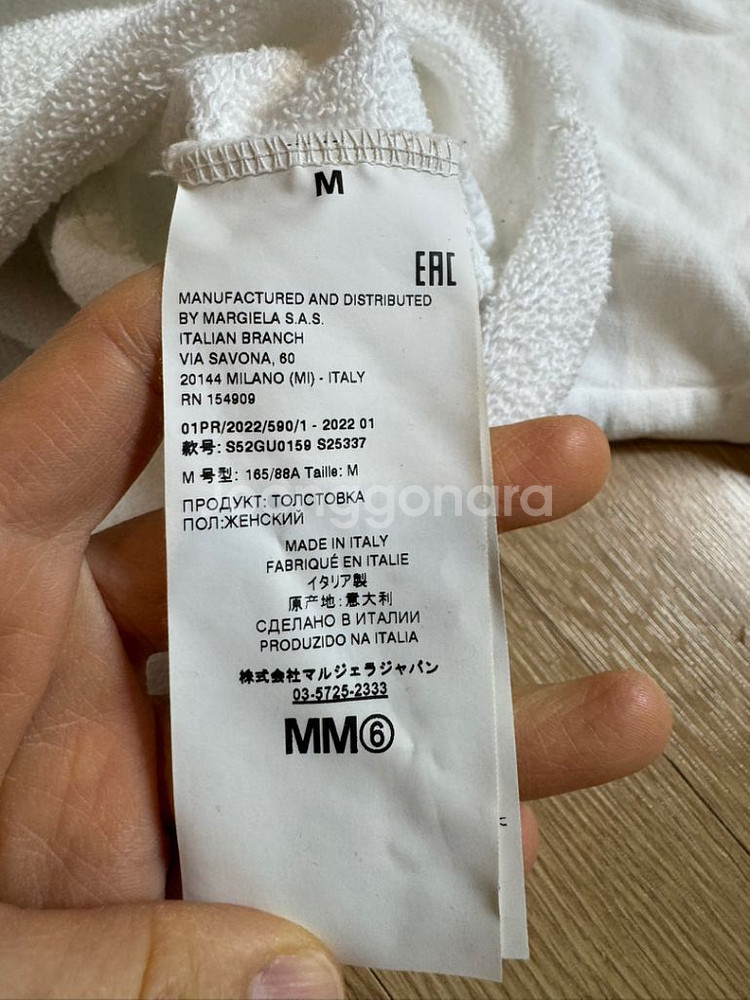 M
EAC
MANUFACTURED AND DISTRIBUTED
BY MARGIELA S.A.S.
ITALIAN BRANCH
VIA SAVONA, 60
20144 MILANO (MI) - ITALY
RN 154909
01PR/2022/590/1 - 2022 01
款号: S52GU0159 S25337
M 号型: 165/88A Taille: M
ПРОДУКТ: ТОЛСТОВКА
ПОЛ:ЖЕНСКИЙ
MADE IN ITALY
FABRIQUÉ EN ITALIE
イタリア製
原产地:意大利
СДЕЛАНО В ИТАЛИИ
PRODUZIDO NA ITALIA
株式会社マルジェラジャパン
03-5725-2333
MM⑥